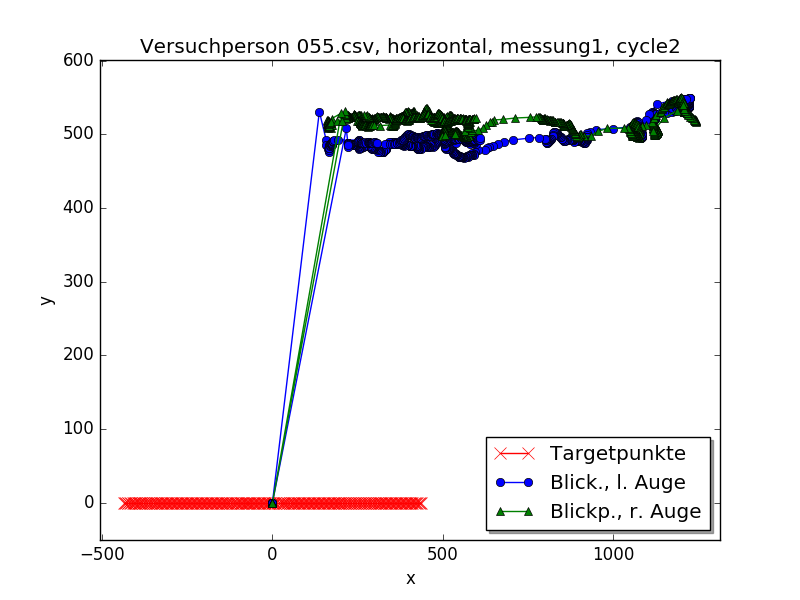 Versuchperson 055.csv, horizontal, messung1, cycle2
600
500
400
300
200
100
0
y
−500
0
500
1000
x
Targetpunkte
Blick., l. Auge
Blickp., r. Auge